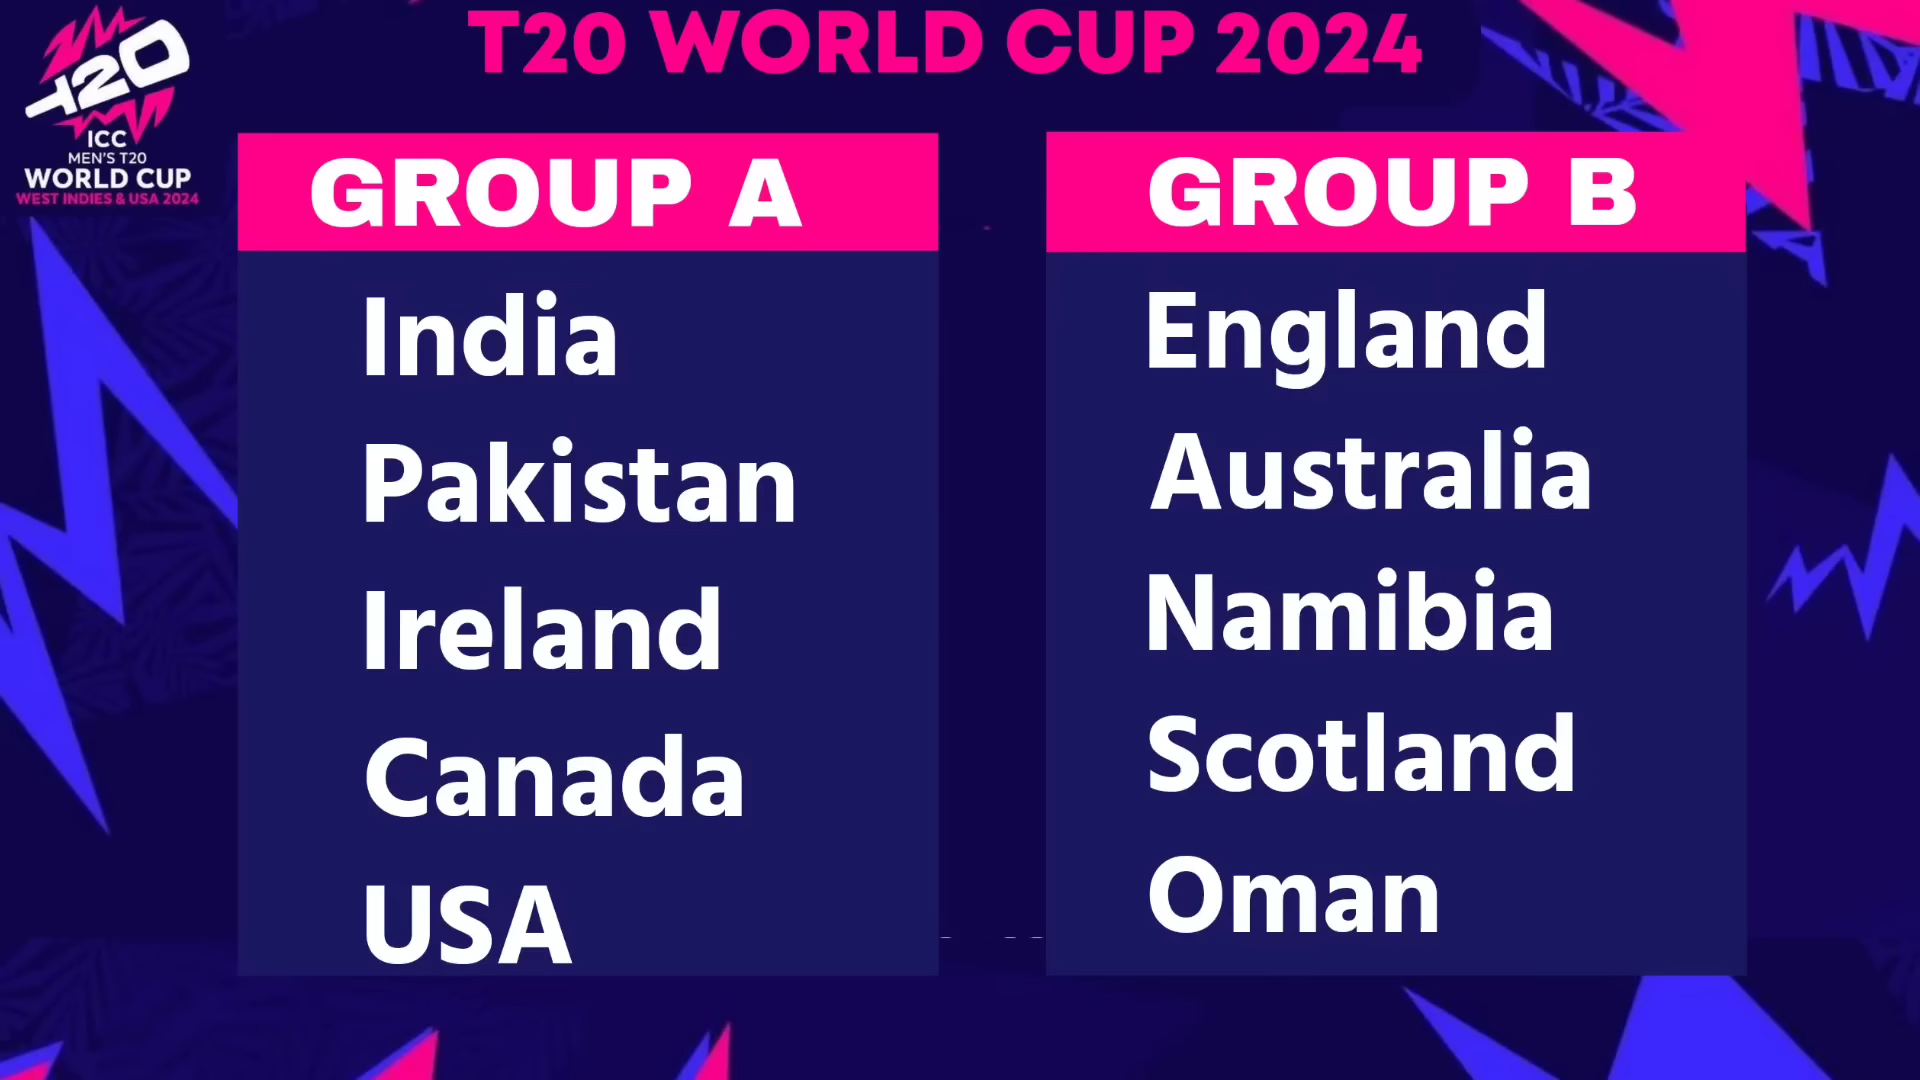 T20 WORLD CUP 2024
T20
ICC
MEN'S T20
WORLD CUP
WEST INDIES & USA 2024
GROUP A
India
Pakistan
Ireland
Canada
USA
GROUP B
England
Australia
Namibia
Scotland
Oman